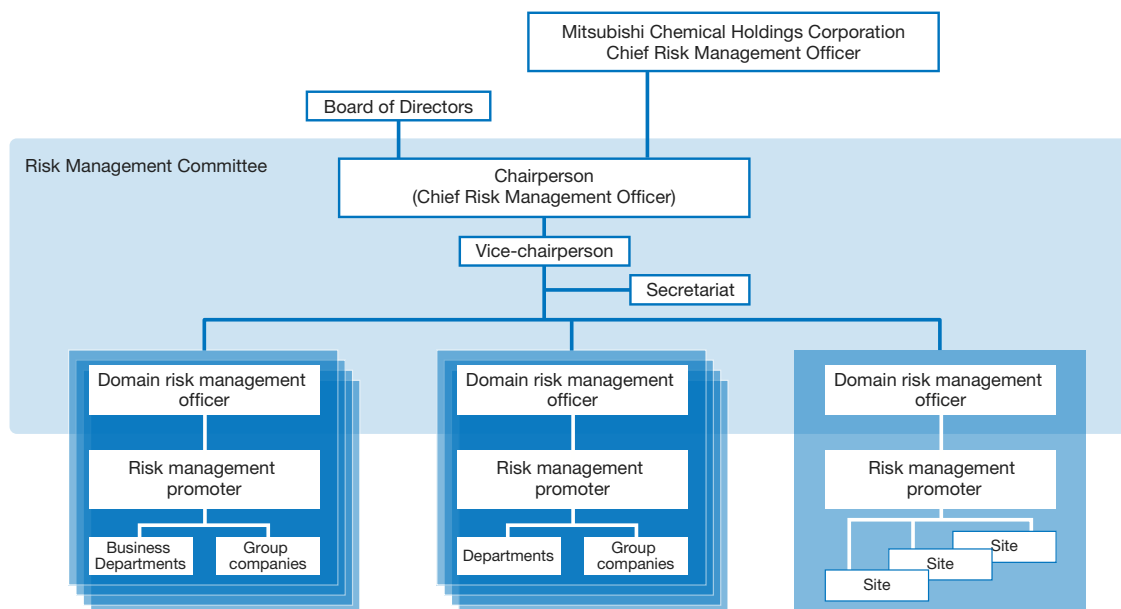 Mitsubishi Chemical Holdings Corporation
Chief Risk Management Officer
Board of Directors
Risk Management Committee
Chairperson
(Chief Risk Management Officer)
Vice-chairperson
Secretariat
Domain risk management
officer
Risk management
promoter
Business
Departments
Group
companies
Domain risk management
officer
Risk management
promoter
Departments
Group
companies
Domain risk management
officer
Risk management
promoter
Site
Site
Site